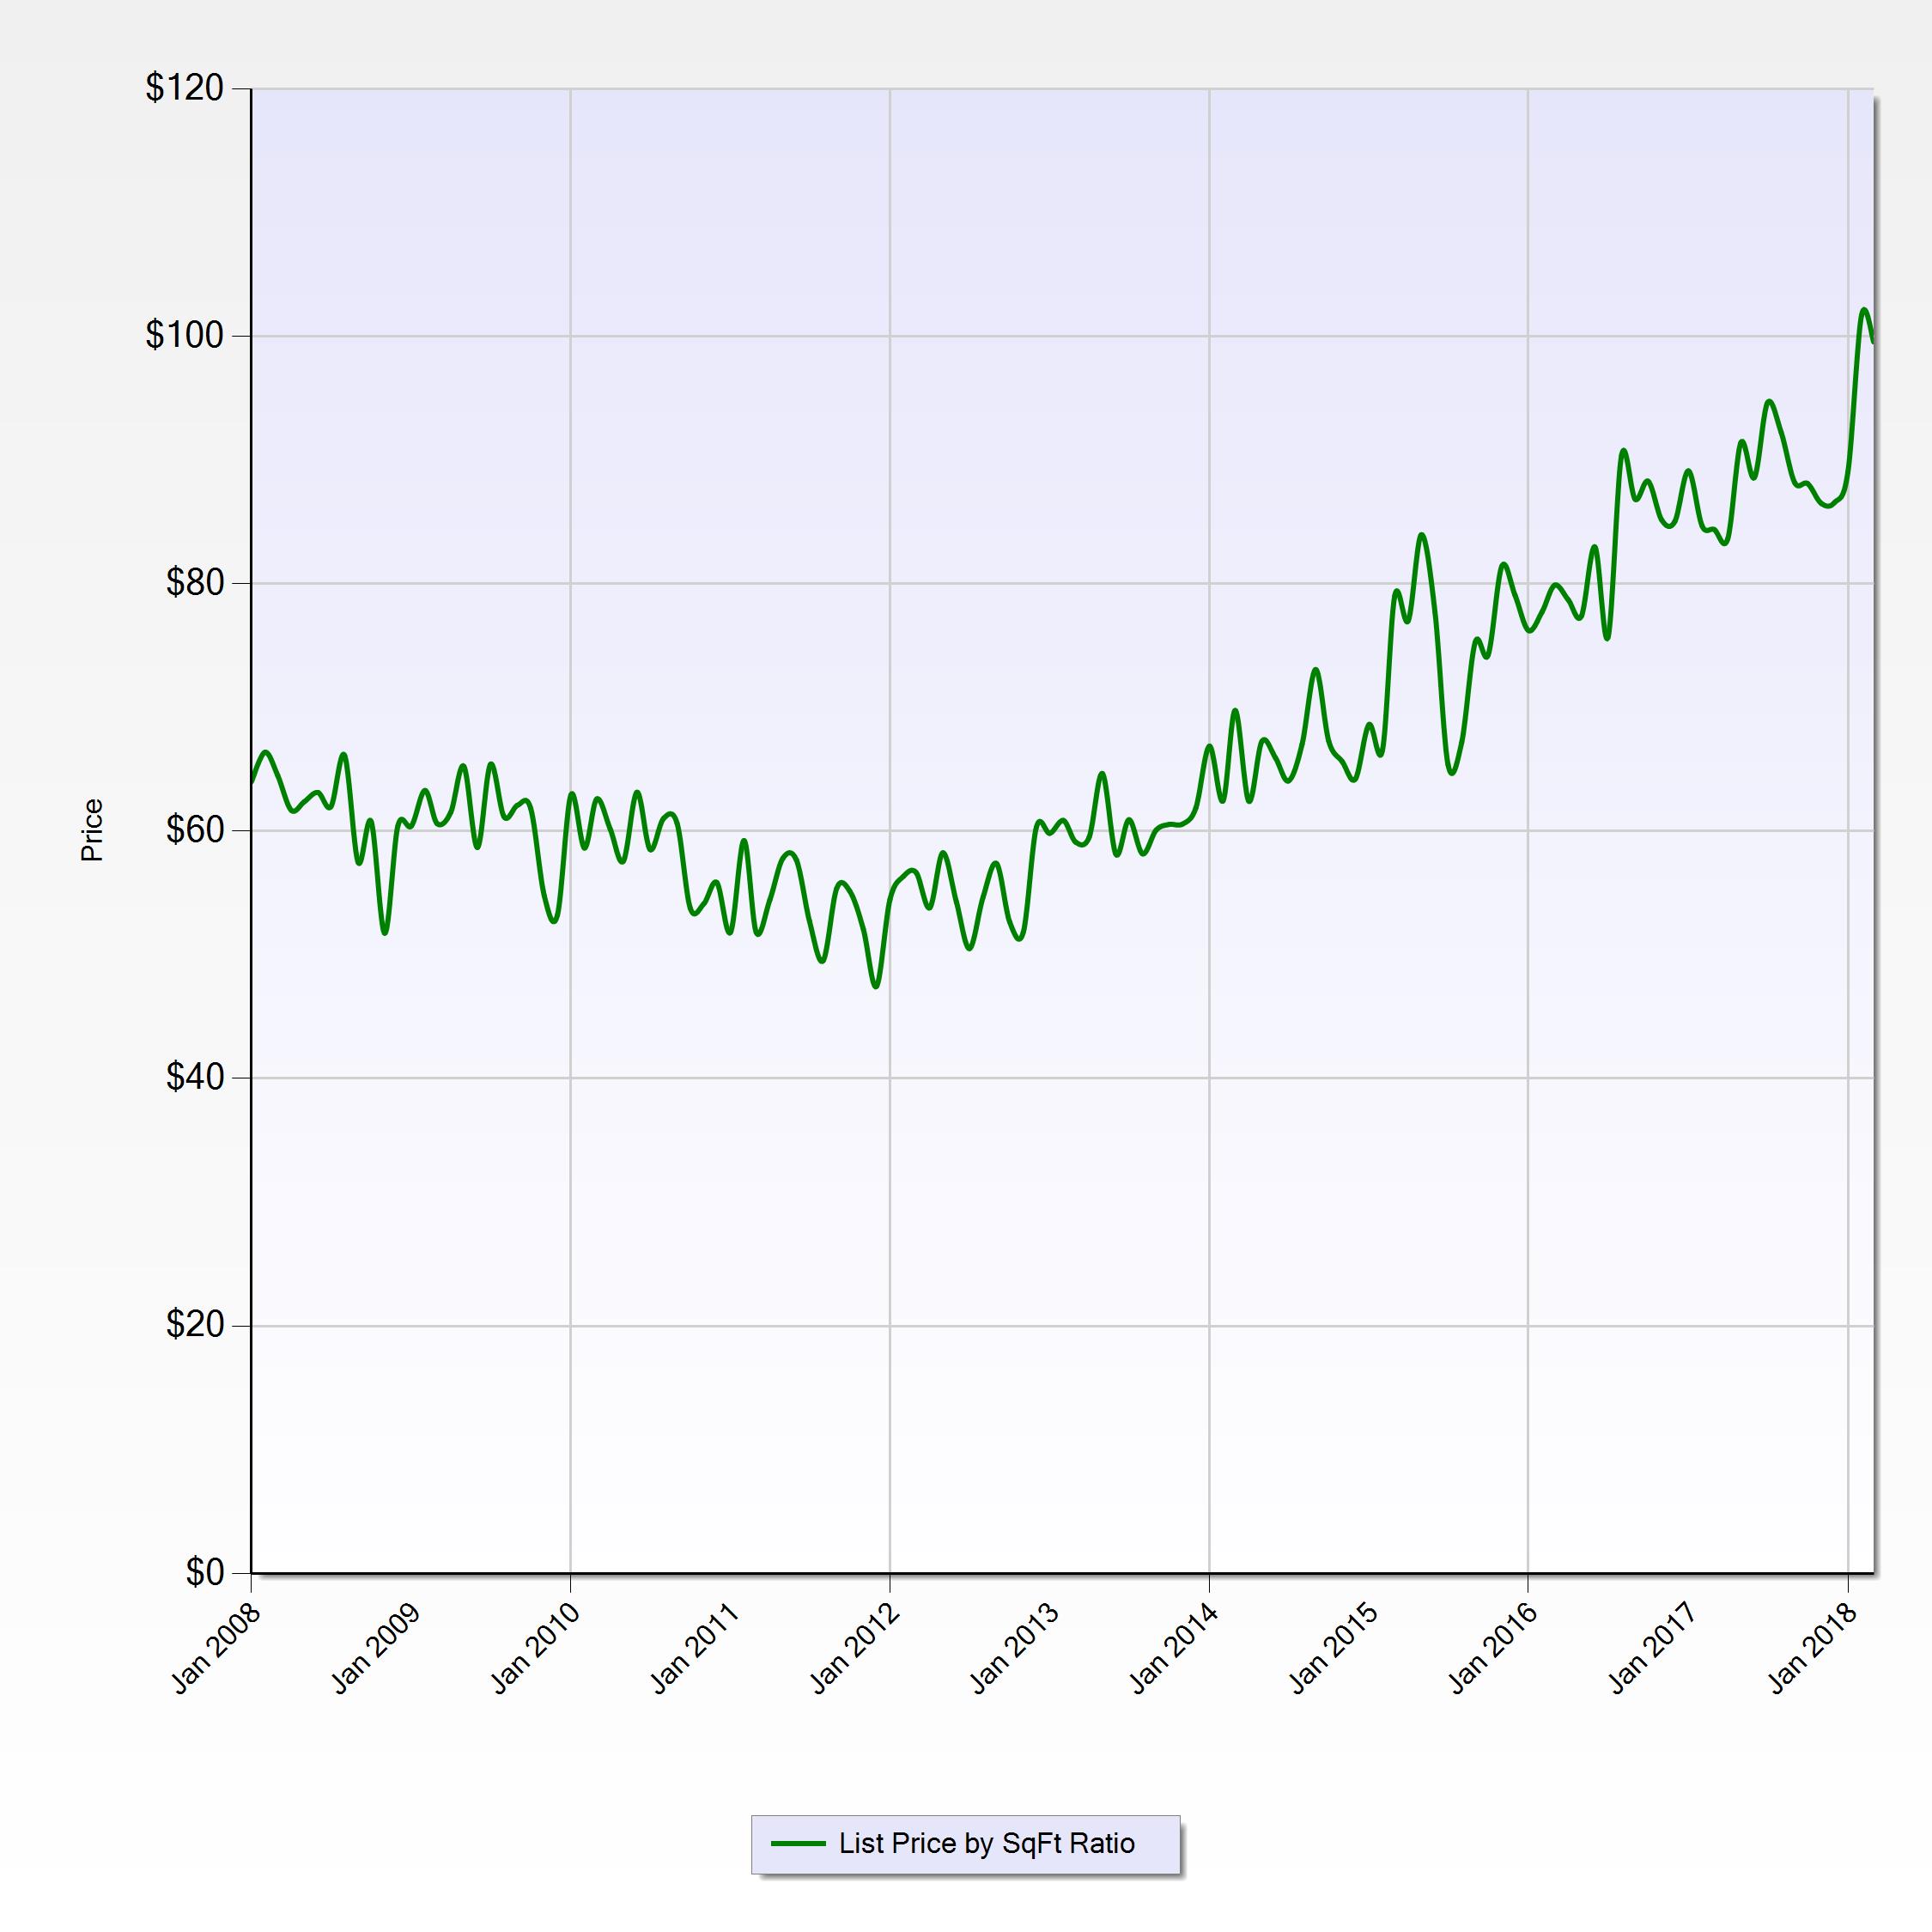 $120
$100
$80
$60
$40
$20
$0
Price
Jan 2008
Jan 2009
Jan 2010
Jan 2011
Jan 2012
Jan 2013
Jan 2014
Jan 2015
Jan 2016
Jan 2017
Jan 2018
List Price by SqFt Ratio